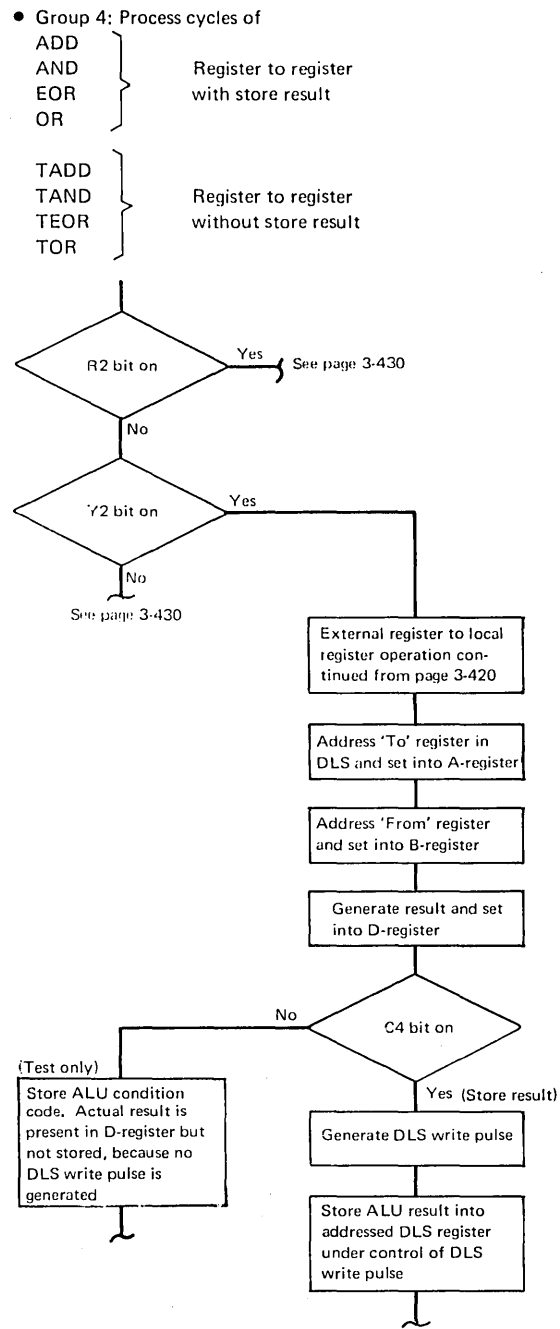 • Group 4: Process cycles of
ADD
AND
EOR
OR
Register to register
with store result
TADD
TAND
TEOR
TOR
Register to register
without store result
R2 bit on
Yes
See page 3-430
No
Y2 bit on
Yes
No
See page 3-430
External register to local
register operation con-
tinued from page 3-420
Address 'To' register in
DLS and set into A-register
Address 'From' register
and set into B-register
Generate result and set
into D-register
No
C4 bit on
(Test only)
Store ALU condition
code. Actual result is
present in D-register but
not stored, because no
DLS write pulse is
generated
Yes (Store result)
Generate DLS write pulse
Store ALU result into
addressed DLS register
under control of DLS
write pulse